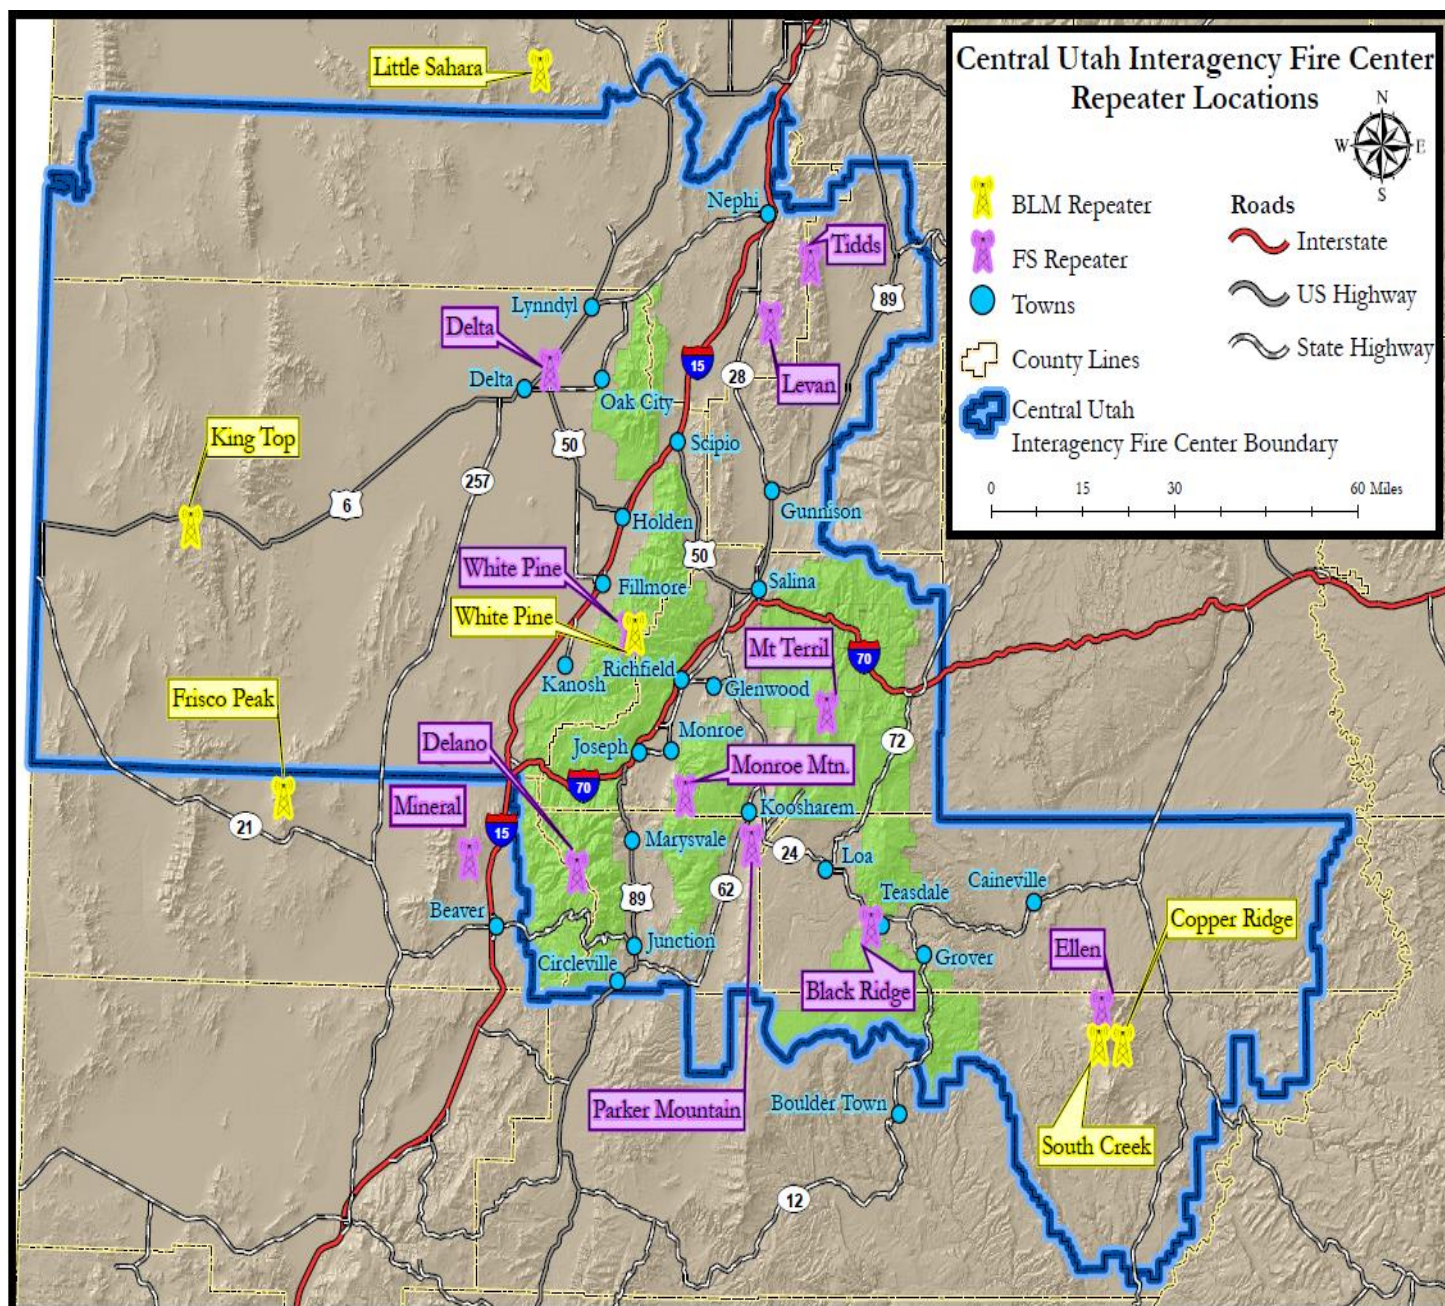 Central Utah Interagency Fire Center
Repeater Locations
N
W E
S
BLM Repeater
FS Repeater
Towns
County Lines
Central Utah
Interagency Fire Center Boundary
Roads
Interstate
US Highway
State Highway
0 15 30 60 Miles
Little Sahara
Nephi
Tidds
Lynndyl
89
Delta
15
Levan
28
Delta
Oak City
King Top
50
Scipio
257
6
Gunnison
Holden
50
White Pine
Fillmore
Salina
White Pine
Mt Terril
70
Kanosh
Richfield
Glenwood
Frisco Peak
Delano
Joseph
Monroe
72
Monroe Mtn.
70
Mineral
Koosharem
21
15
Marysvale
24
Loa
62
89
Teasdale
Caineville
Beaver
Copper Ridge
Junction
Ellen
Grover
Circleville
Black Ridge
Parker Mountain
Boulder Town
South Creek
12